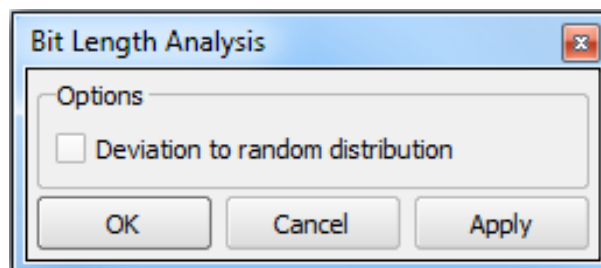 Bit Length Analysis
Options
Deviation to random distribution
OK Cancel Apply